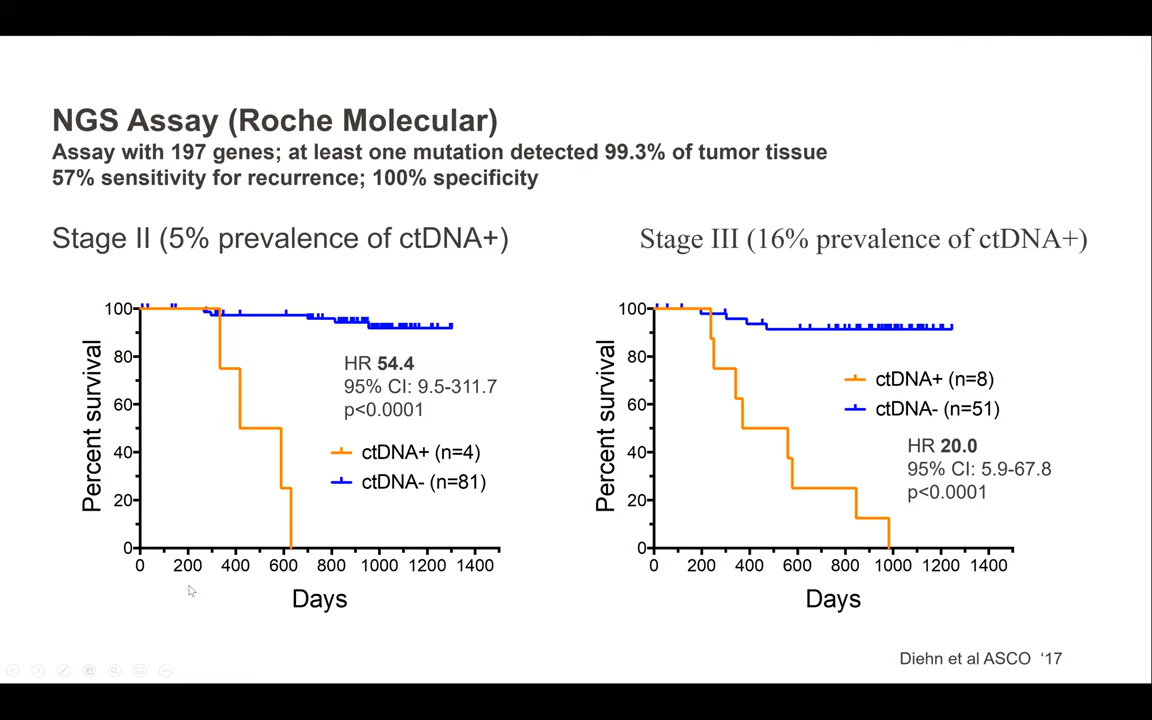 NGS Assay (Roche Molecular)
Assay with 197 genes; at least one mutation detected 99.3% of tumor tissue
57% sensitivity for recurrence; 100% specificity
Stage II (5% prevalence of ctDNA+)
Percent survival
100
80
60
40
20
0
HR 54.4
95% CI: 9.5-311.7
p<0.0001
ctDNA+ (n=4)
ctDNA- (n=81)
0 200 400 600 800 1000 1200 1400
Days
Stage III (16% prevalence of ctDNA+)
Percent survival
100
80
60
40
20
0
ctDNA+ (n=8)
ctDNA- (n=51)
HR 20.0
95% CI: 5.9-67.8
p<0.0001
0 200 400 600 800 1000 1200 1400
Days
Diehn et al ASCO ‘17